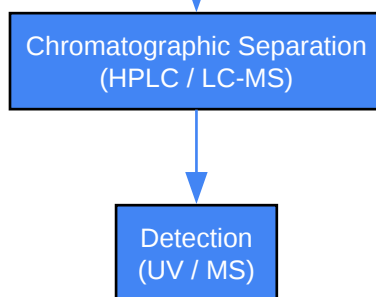 Chromatographic Separation
(HPLC / LC-MS)
Detection
(UV / MS)